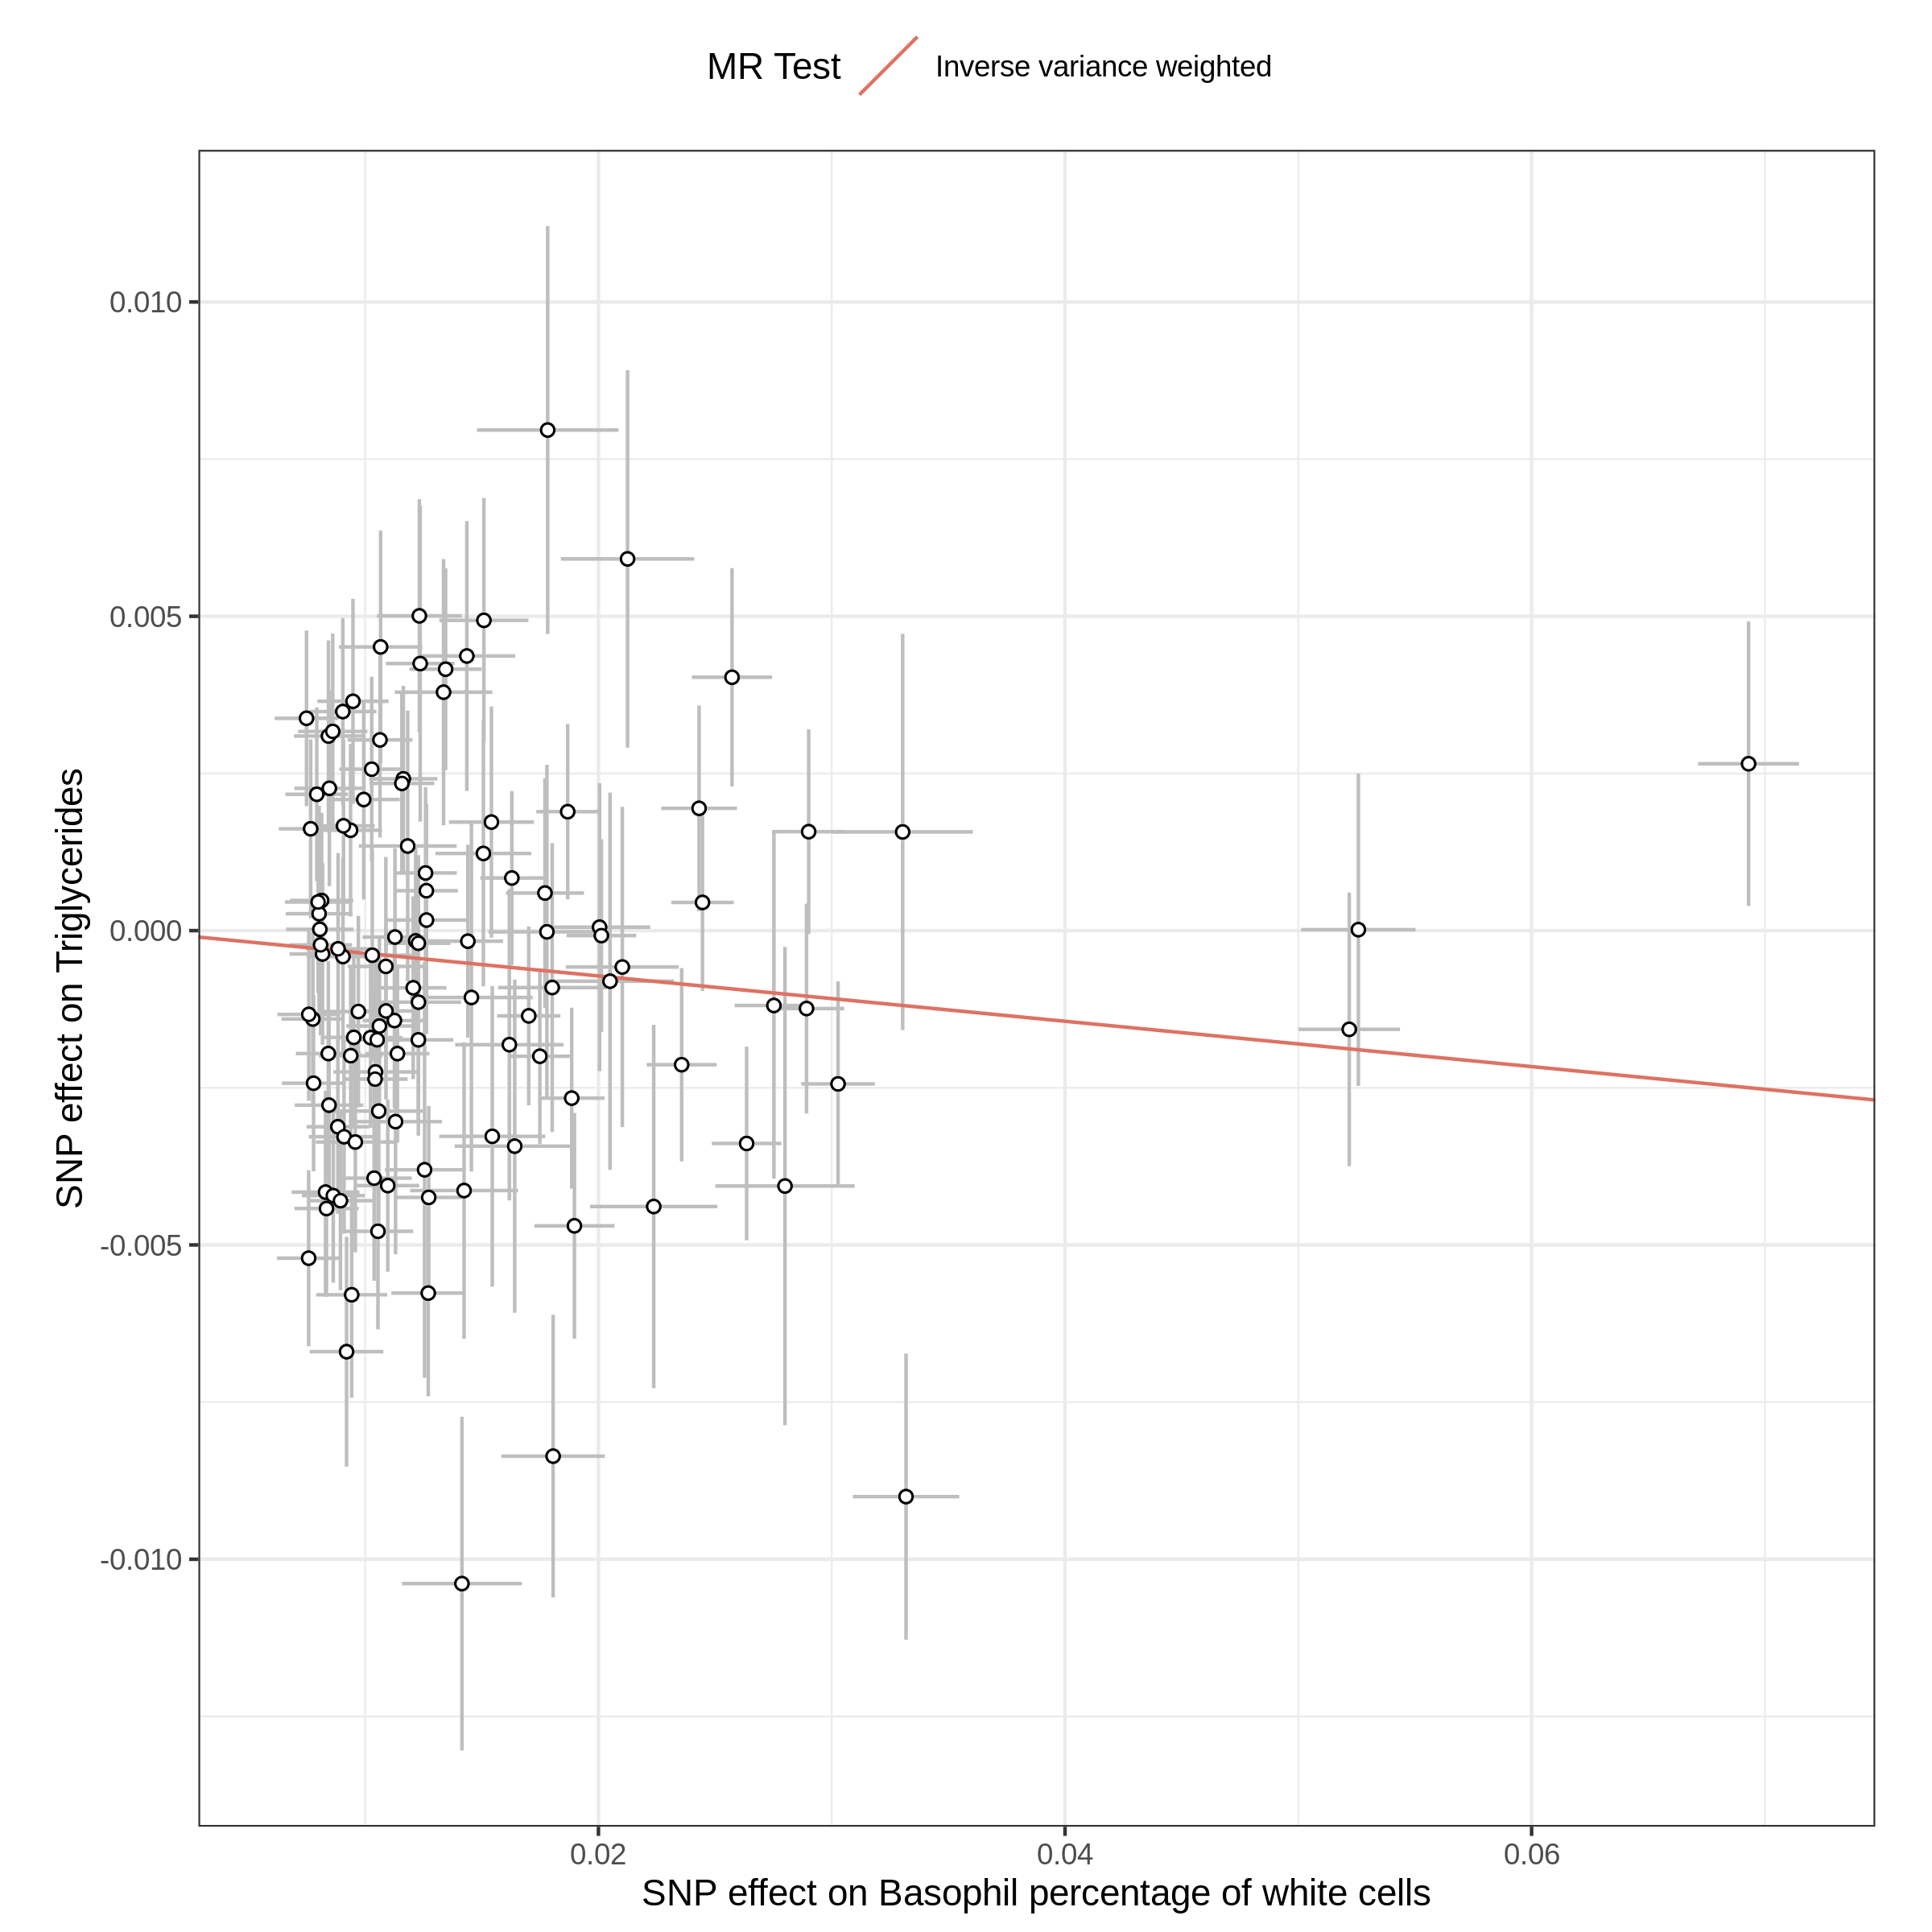 MR Test Inverse variance weighted
SNP effect on Triglycerides
0.010
0.005
0.000
-0.005
-0.010
0.02 0.04 0.06
SNP effect on Basophil percentage of white cells